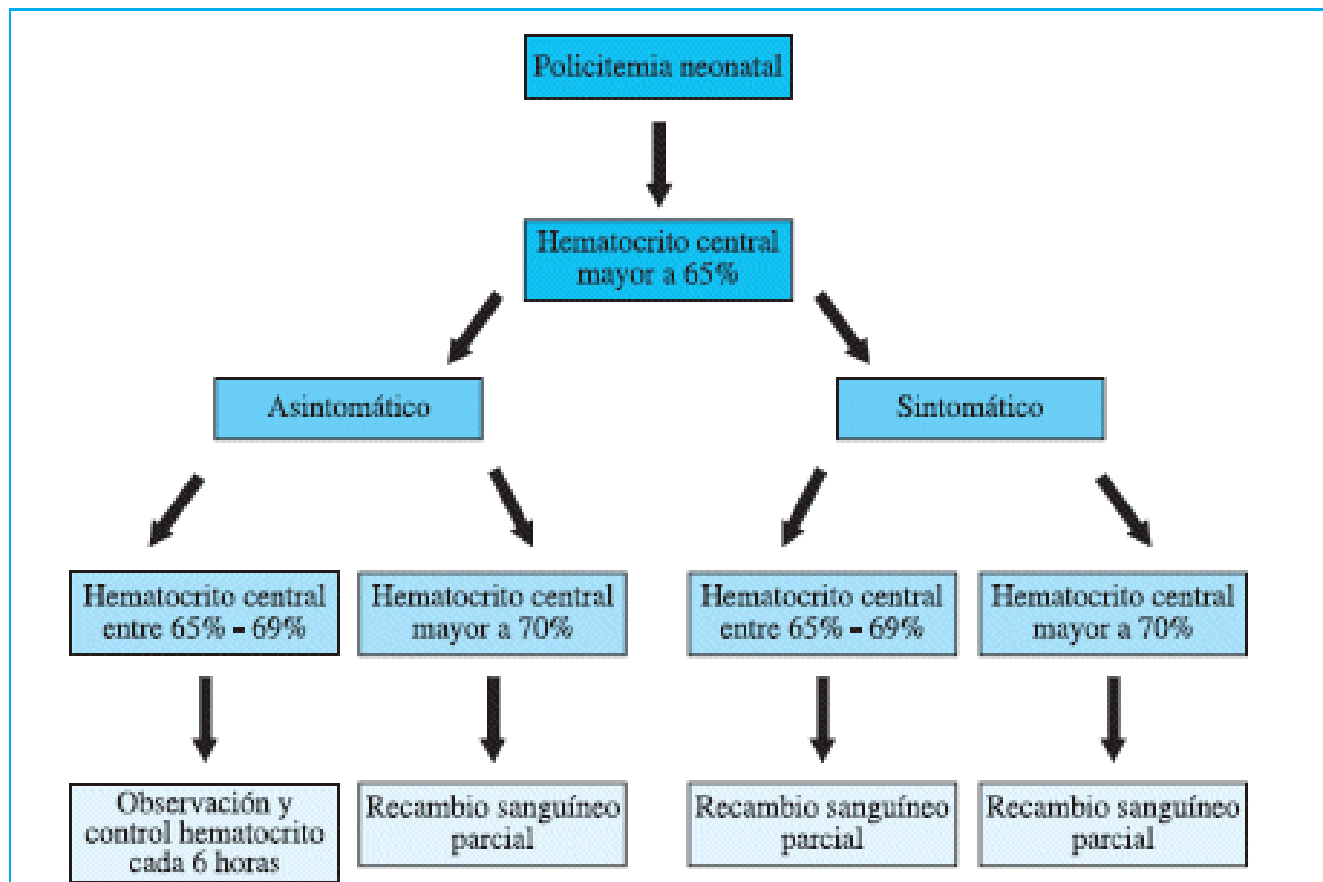 Policitemia neonatal
Hematocrito central
mayor a 65%
Asintomático
Sintomático
Hematocrito central
entre 65% - 69%
Hematocrito central
mayor a 70%
Hematocrito central
entre 65% - 69%
Hematocrito central
mayor a 70%
Observación y
control hematocrito
cada 6 horas
Recambio sanguíneo
parcial
Recambio sanguíneo
parcial
Recambio sanguíneo
parcial